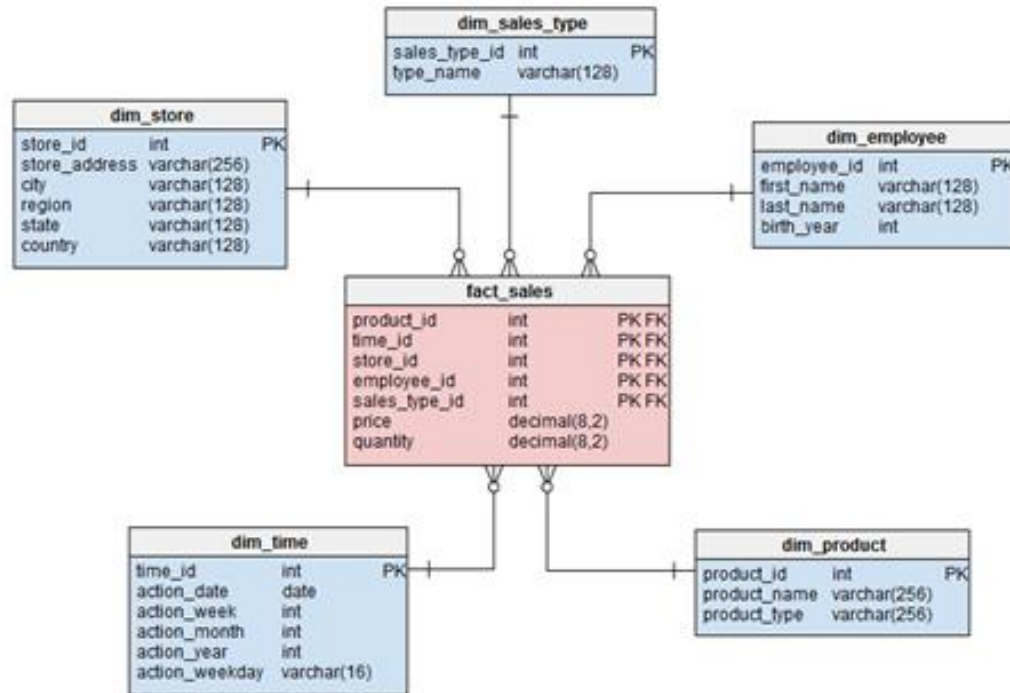 dim_sales_type
sales_type_id int PK
type_name varchar(128)
dim_store
store_id int PK
store_address varchar(256)
city varchar(128)
region varchar(128)
state varchar(128)
country varchar(128)
dim_employee
employee_id int PK
first_name varchar(128)
last_name varchar(128)
birth_year int
fact_sales
product_id int PK FK
time_id int PK FK
store_id int PK FK
employee_id int PK FK
sales_type_id int PK FK
price decimal(8,2)
quantity decimal(8,2)
dim_time
time_id int PK
action_date date
action_week int
action_month int
action_year int
action_weekday varchar(16)
dim_product
product_id int PK
product_name varchar(256)
product_type varchar(256)